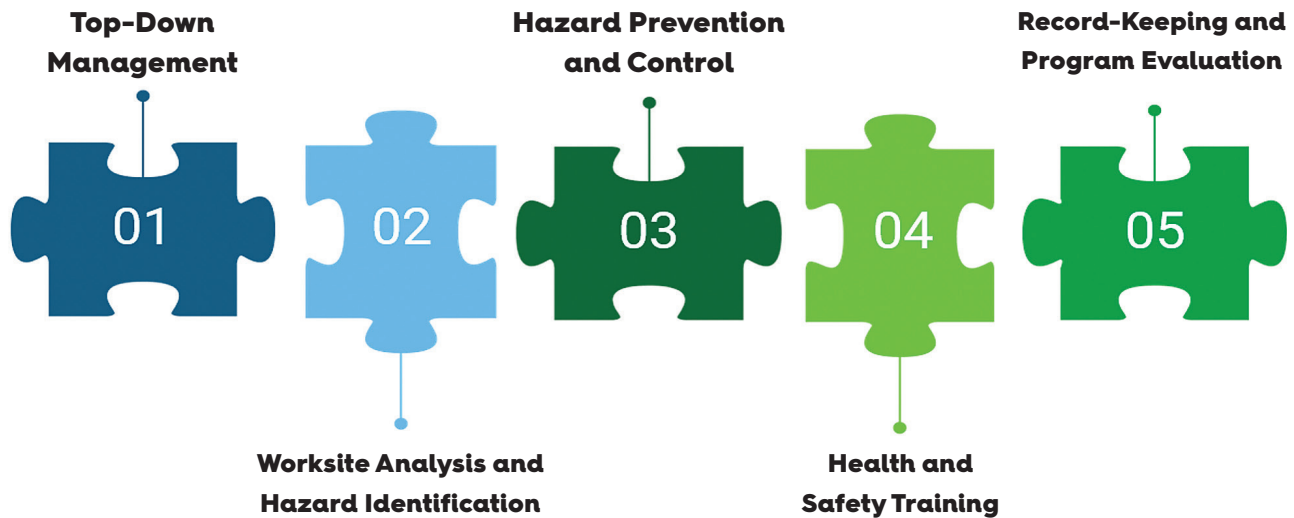 Top-Down
Management
01
Worksite Analysis and
Hazard Identification
02
Hazard Prevention
and Control
03
Health and
Safety Training
04
Record-Keeping and
Program Evaluation
05